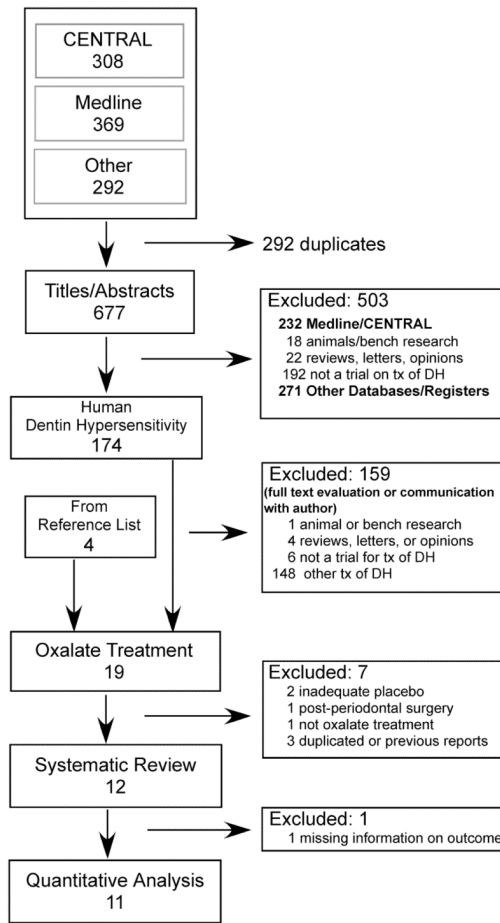 CENTRAL
308
Medline
369
Other
292
292 duplicates
Titles/Abstracts
677
Excluded: 503
232 Medline/CENTRAL
18 animals/bench research
22 reviews, letters, opinions
192 not a trial on tx of DH
271 Other Databases/Registers
Human
Dentin Hypersensitivity
174
Excluded: 159
(full text evaluation or communication
with author)
1 animal or bench research
4 reviews, letters, or opinions
6 not a trial for tx of DH
148 other tx of DH
From
Reference List
4
Oxalate Treatment
19
Excluded: 7
2 inadequate placebo
1 post-periodontal surgery
1 not oxalate treatment
3 duplicated or previous reports
Systematic Review
12
Excluded: 1
1 missing information on outcome
Quantitative Analysis
11